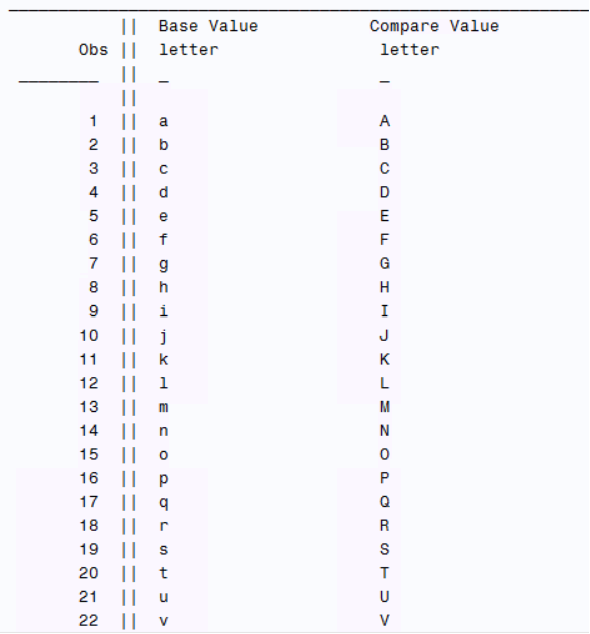 || Base Value Compare Value
Obs || letter letter
________ || _ _
||
1 || a A
2 || b B
3 || c C
4 || d D
5 || e E
6 || f F
7 || g G
8 || h H
9 || i I
10 || j J
11 || k K
12 || l L
13 || m M
14 || n N
15 || o O
16 || p P
17 || q Q
18 || r R
19 || s S
20 || t T
21 || u U
22 || v V